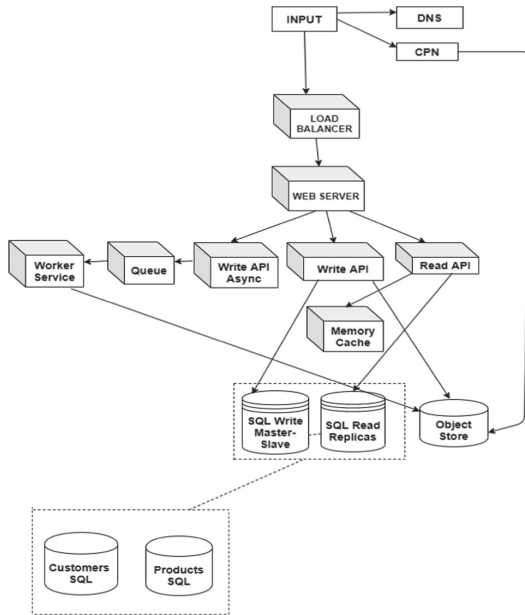 INPUT
DNS
CPN
LOAD
BALANCER
WEB SERVER
Worker
Service
Queue
Write API
Async
Write API
Read API
Memory
Cache
SQL Write
Master-
Slave
SQL Read
Replicas
Object
Store
Customers
SQL
Products
SQL